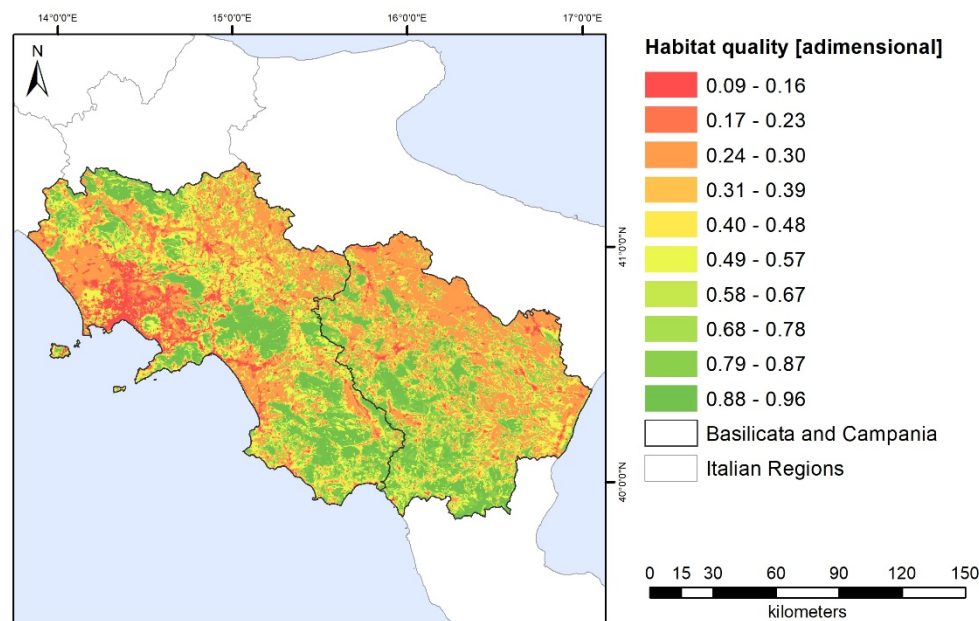 14°0'0"E 15°0'0"E 16°0'0"E 17°0'0"E
N
41°0'0"N
40°0'0"N
Habitat quality [adimensional]
0.09 - 0.16
0.17 - 0.23
0.24 - 0.30
0.31 - 0.39
0.40 - 0.48
0.49 - 0.57
0.58 - 0.67
0.68 - 0.78
0.79 - 0.87
0.88 - 0.96
Basilicata and Campania
Italian Regions
0 15 30 60 90 120 150
kilometers